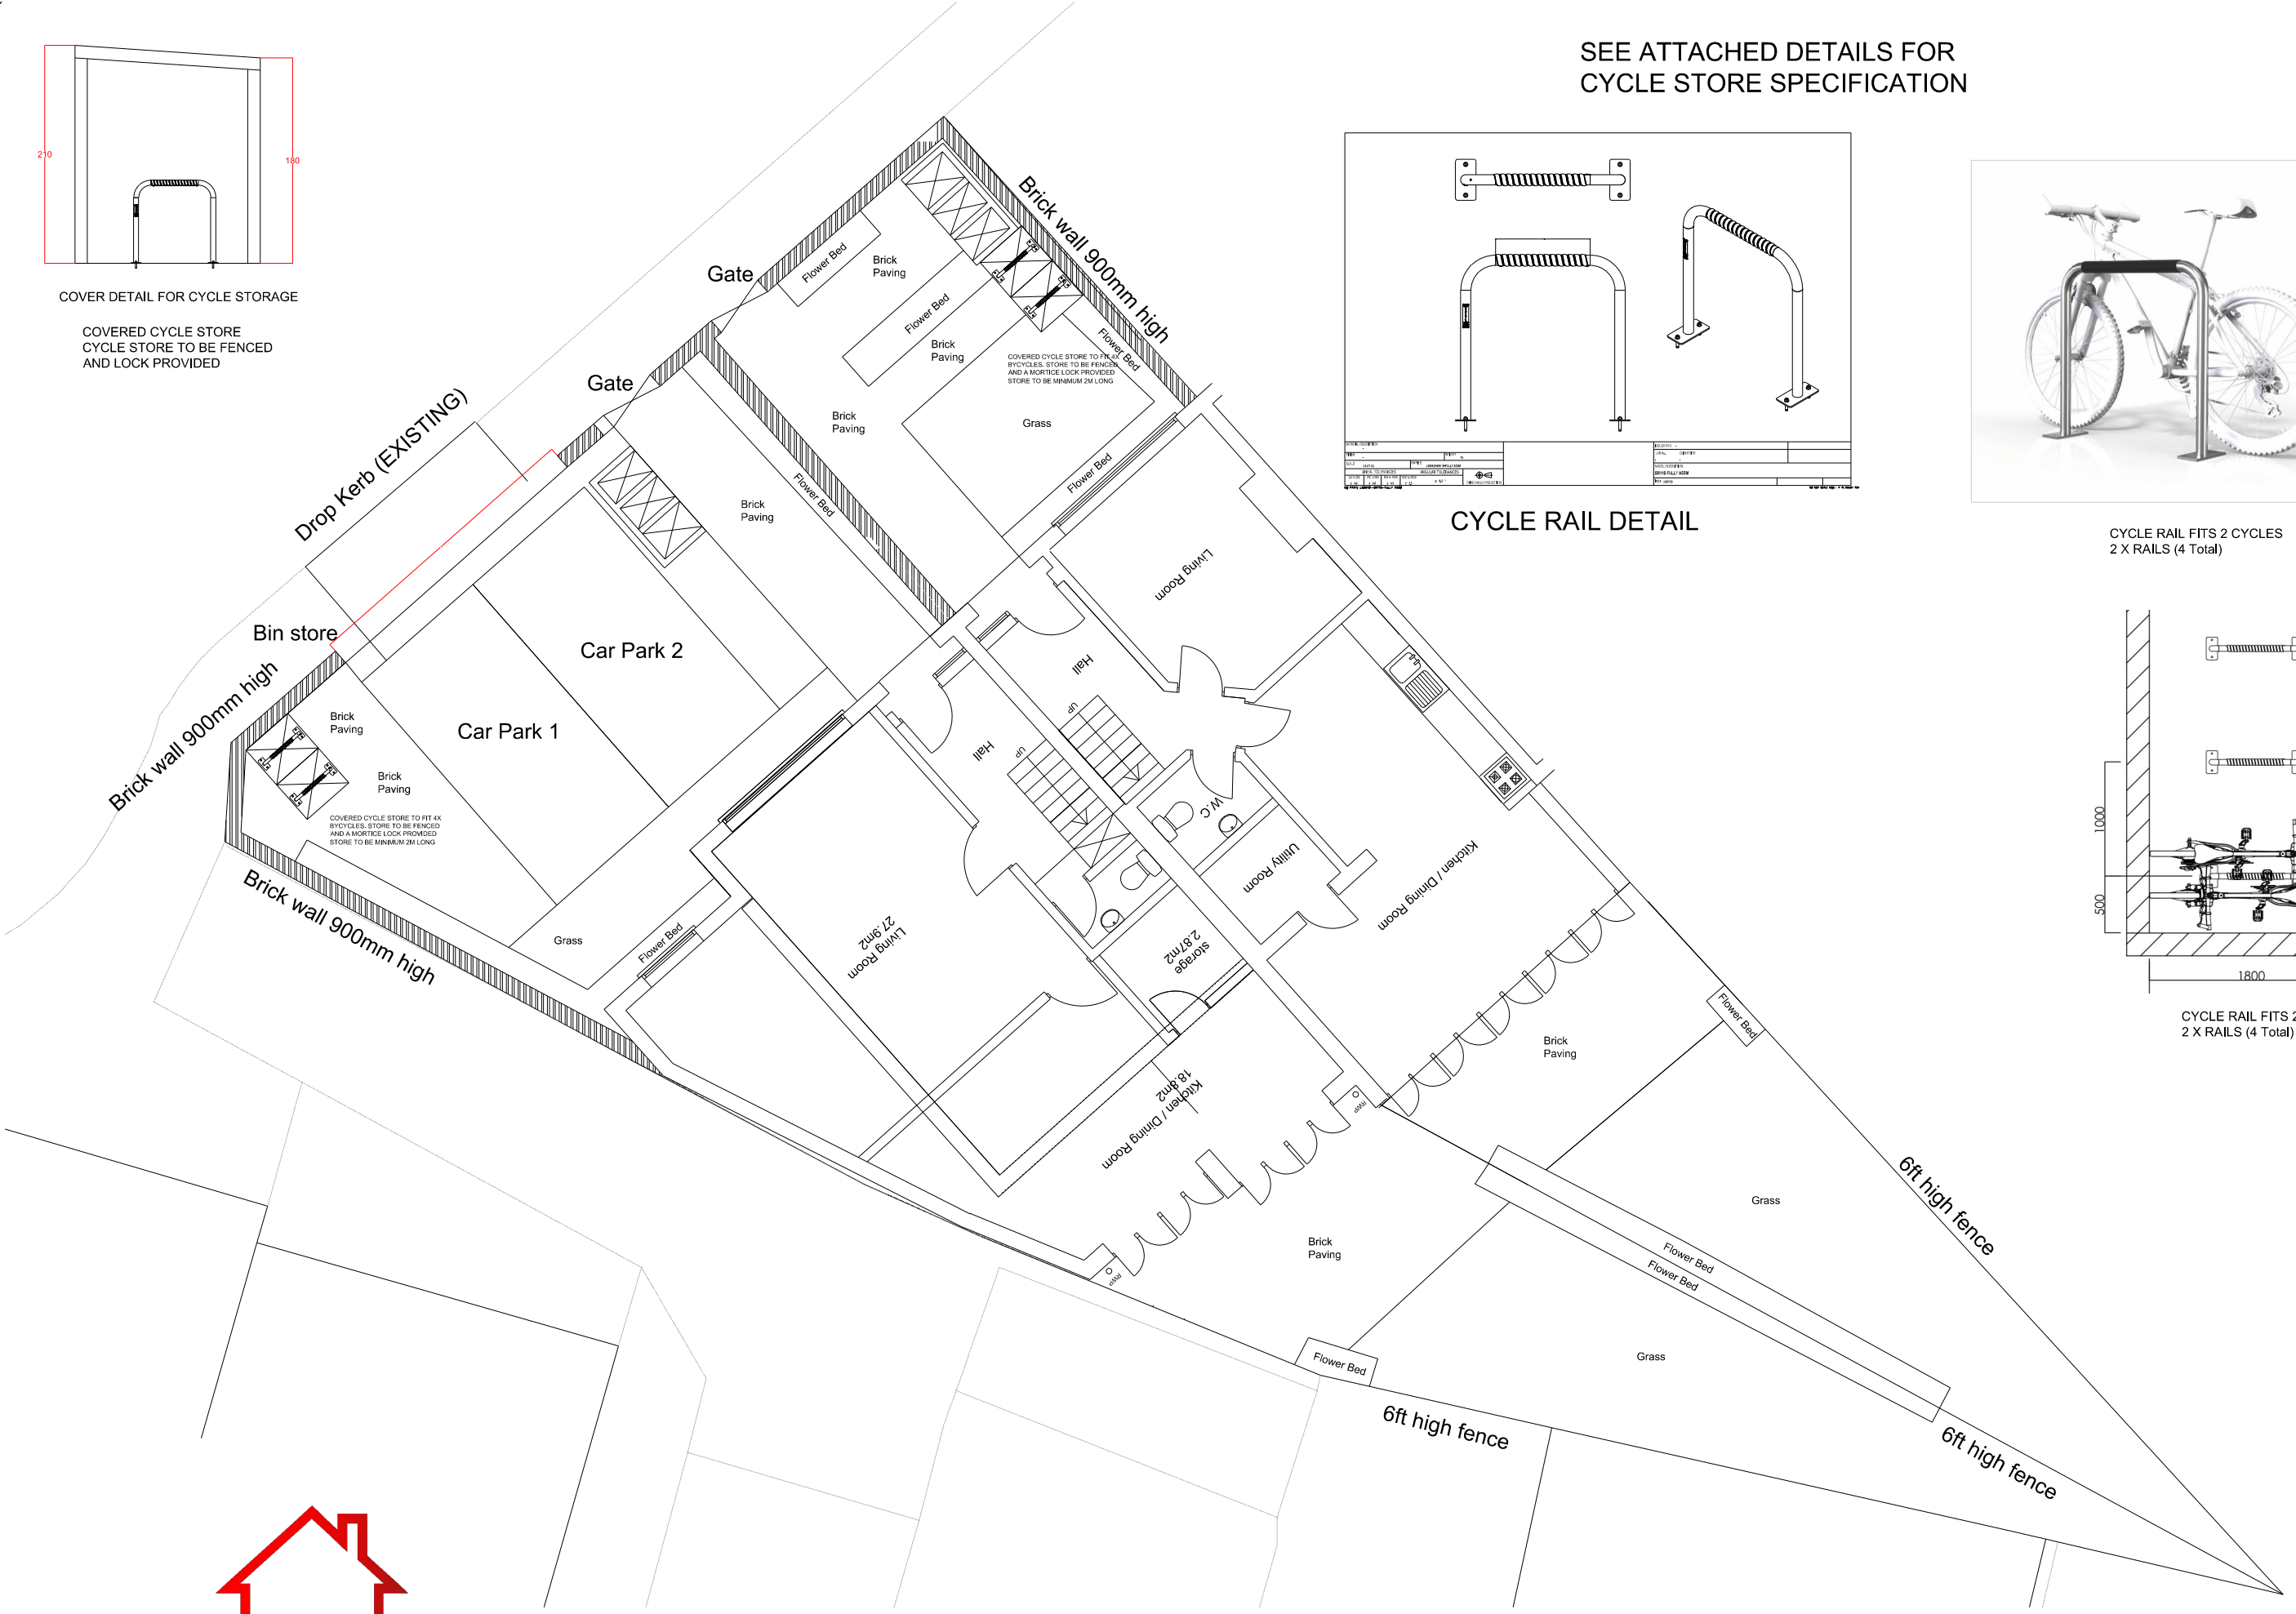 SEE ATTACHED DETAILS FOR
CYCLE STORE SPECIFICATION
210
180
COVER DETAIL FOR CYCLE STORAGE
COVERED CYCLE STORE
CYCLE STORE TO BE FENCED
AND LOCK PROVIDED
Drop Kerb (EXISTING)
Gate
Gate
Brick wall 900mm high
Flower Bed
Brick
Paving
Flower Bed
Brick
Paving
Flower Bed
COVERED CYCLE STORE TO FIT 4X
BYCYCLES. STORE TO BE FENCED
AND A MORTICE LOCK PROVIDED
STORE TO BE MINIMUM 2M LONG
Brick
Paving
Grass
Flower Bed
Flower Bed
Brick
Paving
Bin store
Car Park 2
Car Park 1
Brick wall 900mm high
Brick
Paving
Brick
Paving
COVERED CYCLE STORE TO FIT 4X
BYCYCLES. STORE TO BE FENCED
AND A MORTICE LOCK PROVIDED
STORE TO BE MINIMUM 2M LONG
Brick wall 900mm high
Grass
Flower Bed
Living Room
Hall
UP
Hall
UP
W.C
Utility Room
Kitchen / Dining Room
Living Room
27.9m2
storage
2.87m2
Kitchen / Dining Room
18.8m2
RWP
RWP
Brick
Paving
Flower Bed
Brick
Paving
Grass
Flower Bed
Flower Bed
Grass
Flower Bed
6ft high fence
6ft high fence
6ft high fence
CYCLE RAIL DETAIL
CYCLE RAIL FITS 2 CYCLES
2 X RAILS (4 Total)
1000
500
1800
CYCLE RAIL FITS 2
2 X RAILS (4 Total)